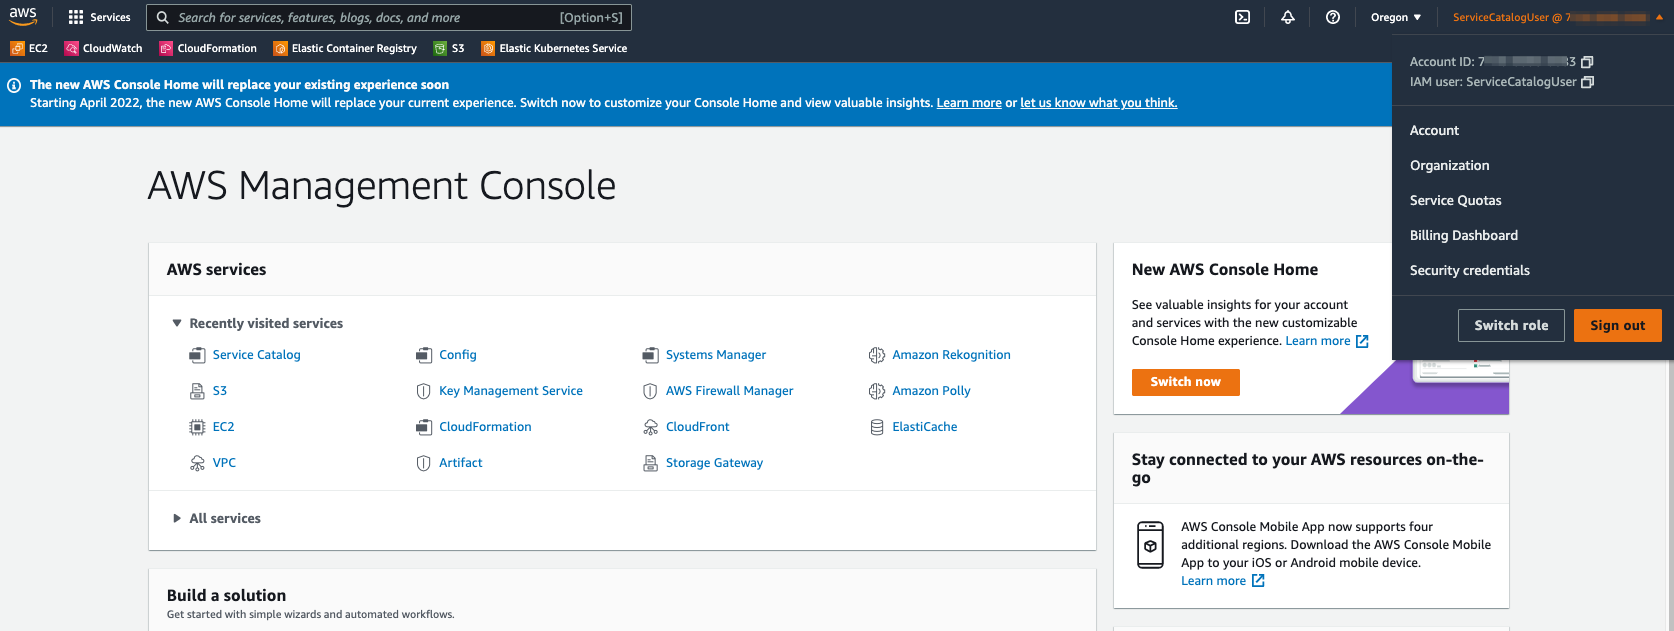 aws
Services
Search for services, features, blogs, docs, and more
[Option+S]
Oregon
ServiceCatalogUser @ 7
EC2
CloudWatch
CloudFormation
Elastic Container Registry
S3
Elastic Kubernetes Service
The new AWS Console Home will replace your existing experience soon
Starting April 2022, the new AWS Console Home will replace your current experience. Switch now to customize your Console Home and view valuable insights. Learn more or let us know what you think.
Account ID: 7
IAM user: ServiceCatalogUser
Account
Organization
Service Quotas
Billing Dashboard
Security credentials
Switch role
Sign out
AWS Management Console
AWS services
Recently visited services
Service Catalog
Config
Systems Manager
Amazon Rekognition
S3
Key Management Service
AWS Firewall Manager
Amazon Polly
EC2
CloudFormation
CloudFront
ElastiCache
VPC
Artifact
Storage Gateway
All services
Build a solution
Get started with simple wizards and automated workflows.
New AWS Console Home
See valuable insights for your account
and services with the new customizable
Console Home experience. Learn more
Switch now
Stay connected to your AWS resources on-the-
go
AWS Console Mobile App now supports four
additional regions. Download the AWS Console Mobile
App to your iOS or Android mobile device.
Learn more